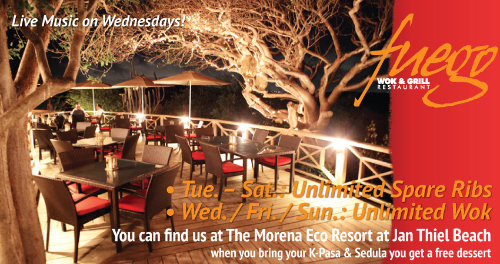 Live Music on Wednesdays!
fuego
WOK & GRILL
RESTAURANT
• Tue. – Sat.: Unlimited Spare Ribs
• Wed. / Fri. / Sun.: Unlimited Wok
You can find us at The Morena Eco Resort at Jan Thiel Beach
when you bring your K-Pasa & Sedula you get a free dessert